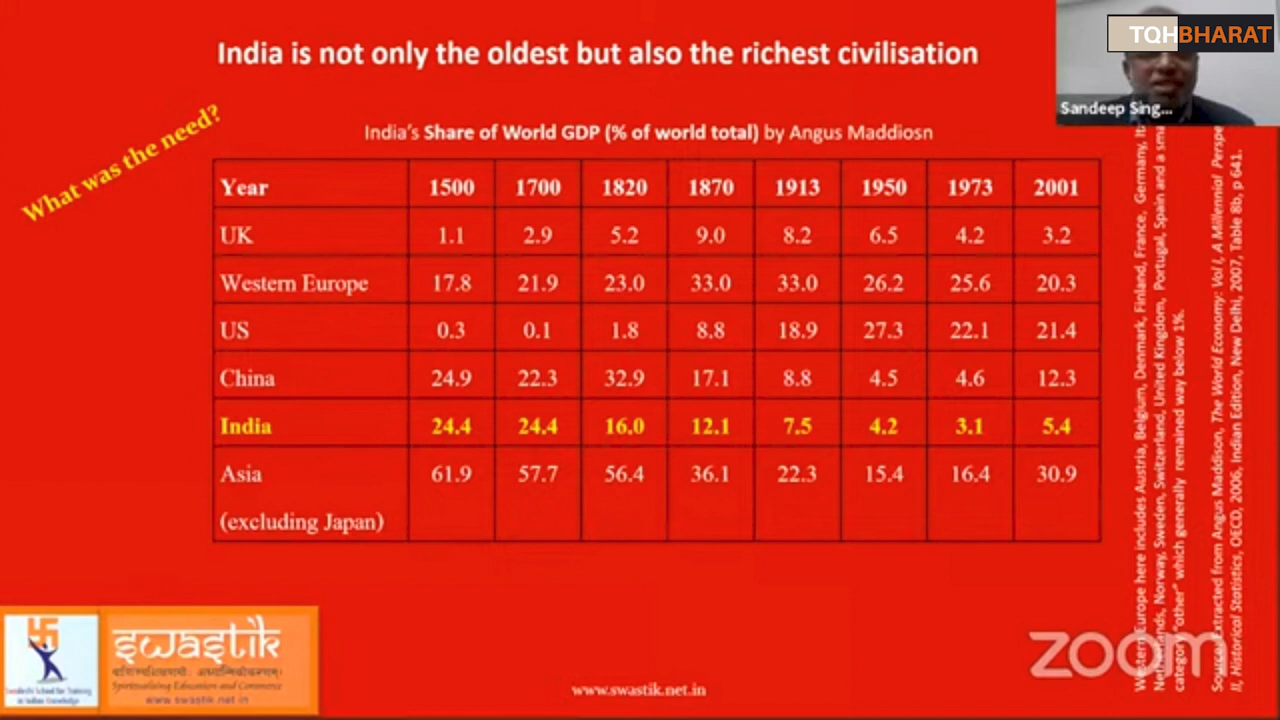 India is not only the oldest but also the richest civilisation
TQHBHARAT
Sandeep Sing...
What was the need?
India's Share of World GDP (% of world total) by Angus Maddiosn
Year 1500 1700 1820 1870 1913 1950 1973 2001
UK 1.1 2.9 5.2 9.0 8.2 6.5 4.2 3.2
Western Europe 17.8 21.9 23.0 33.0 33.0 26.2 25.6 20.3
US 0.3 0.1 1.8 8.8 18.9 27.3 22.1 21.4
China 24.9 22.3 32.9 17.1 8.8 4.5 4.6 12.3
India 24.4 24.4 16.0 12.1 7.5 4.2 3.1 5.4
Asia 61.9 57.7 56.4 36.1 22.3 15.4 16.4 30.9
(excluding Japan)
Western Europe here includes Austria, Belgium, Denmark, Finland, France, Germany,
Netherlands, Norway, Sweden, Switzerland, United Kingdom, Portugal, Spain and a
category "other" which generally remained way below 1%.
Source: Extracted from Angus Maddison, The World Economy: Vol I, A Millennial
II, Historical Statistics, OECD, 2006, Indian Edition, New Delhi, 2007, Table 8b, p 641.
swastik
Spiritualising Education and Commerce
www.swastik.net.in
Swadeshi School for Training
in Indian Knowledge
www.swastik.net.in
zoom